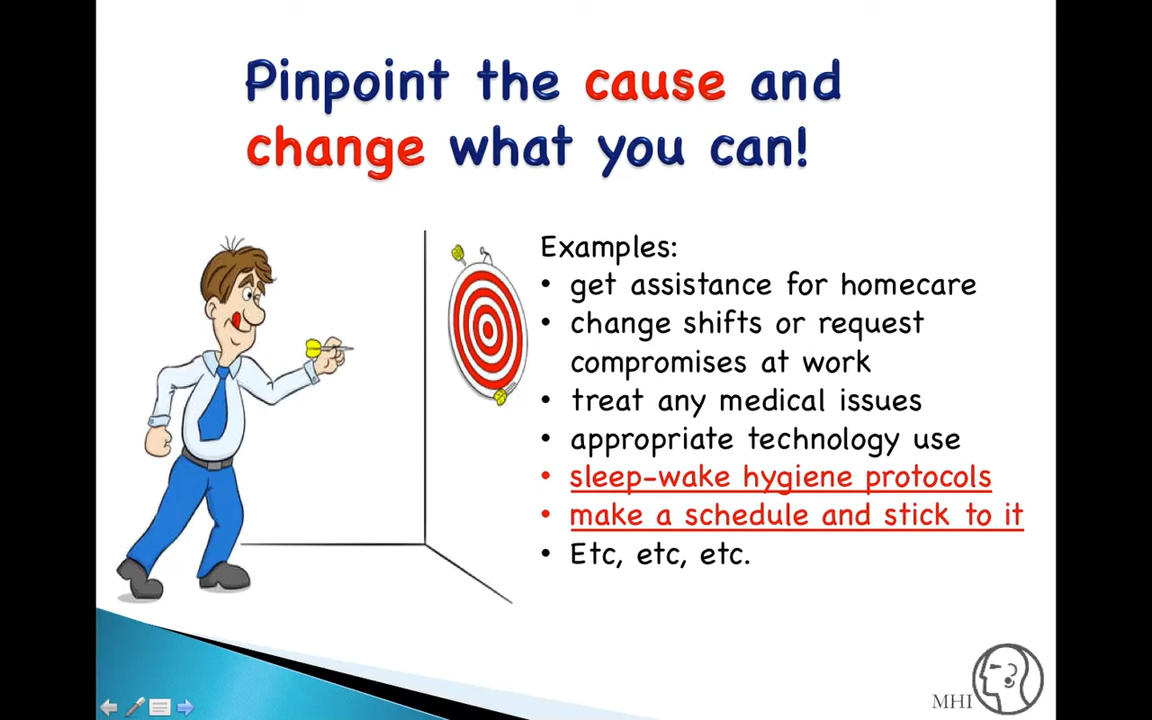 Pinpoint the cause and
change what you can!
Examples:
• get assistance for homecare
• change shifts or request
compromises at work
• treat any medical issues
• appropriate technology use
• sleep-wake hygiene protocols
• make a schedule and stick to it
• Etc, etc, etc.
MHI